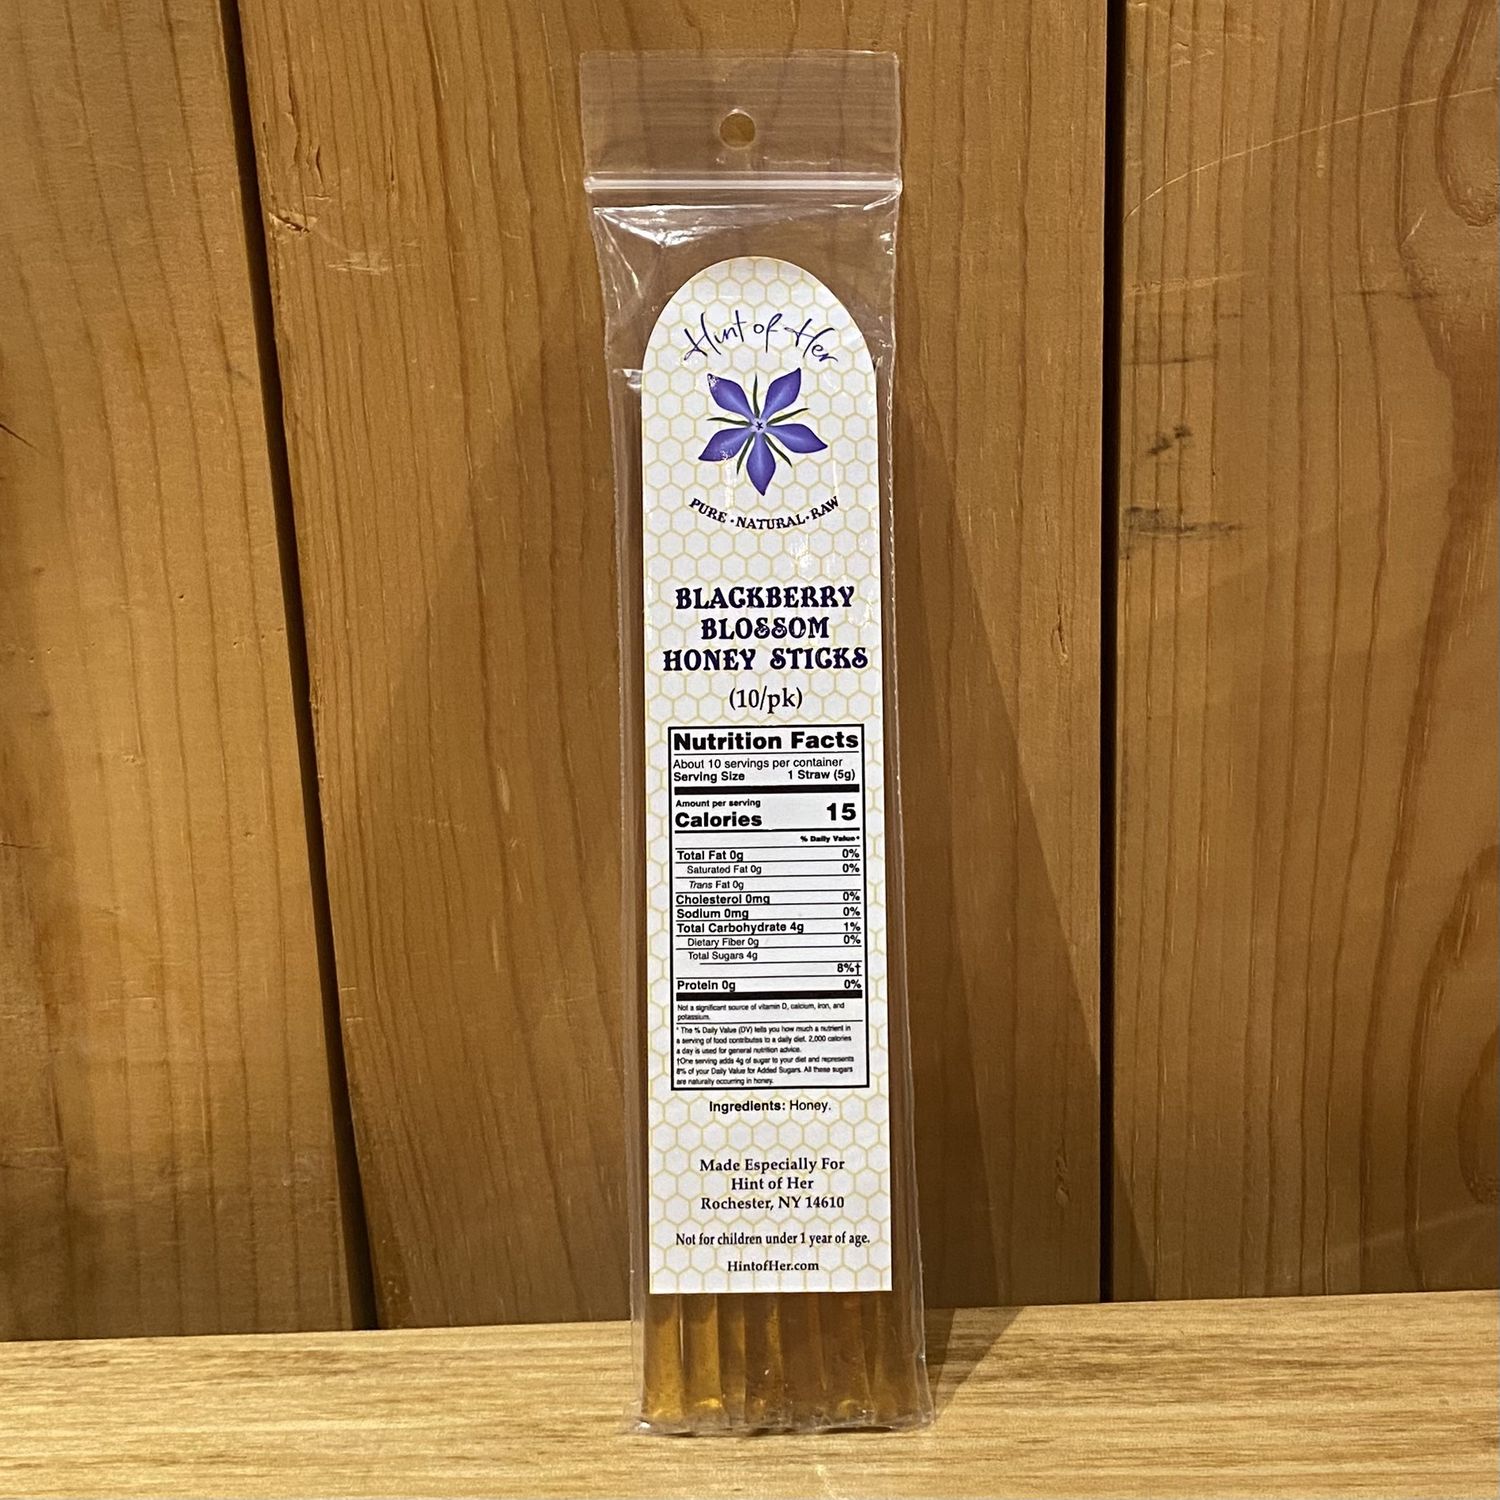 Hint of Her
PURE • NATURAL • RAW
BLACKBERRY
BLOSSOM
HONEY STICKS
(10/pk)
Nutrition Facts
About 10 servings per container
Serving Size 1 Straw (5g)
Amount per serving
Calories 15
% Daily Value*
Total Fat 0g 0%
Saturated Fat 0g 0%
Trans Fat 0g
Cholesterol 0mg 0%
Sodium 0mg 0%
Total Carbohydrate 4g 1%
Dietary Fiber 0g 0%
Total Sugars 4g
8%†
Protein 0g 0%
Not a significant source of vitamin D, calcium, iron, and
potassium.
* The % Daily Value (DV) tells you how much a nutrient in
a serving of food contributes to a daily diet. 2,000 calories
a day is used for general nutrition advice.
†One serving adds 4g of sugar to your diet and represents
8% of your Daily Value for Added Sugars. All these sugars
are naturally occurring in honey.
Ingredients: Honey.
Made Especially For
Hint of Her
Rochester, NY 14610
Not for children under 1 year of age.
HintofHer.com